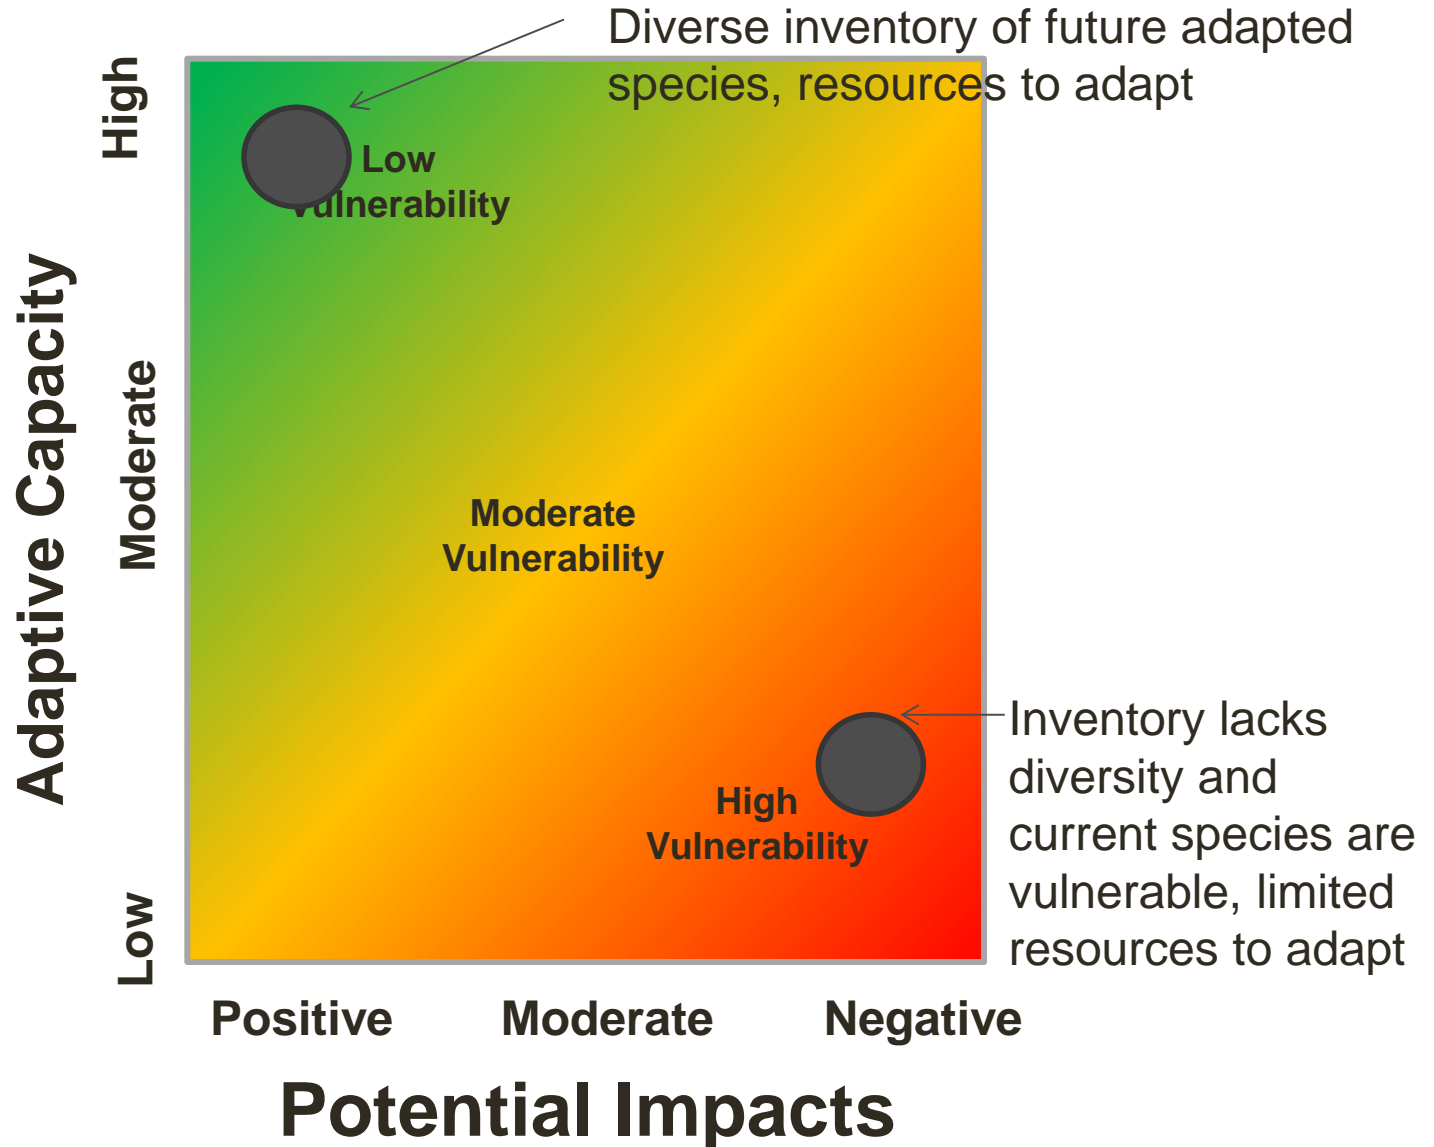 Diverse inventory of future adapted
species, resources to adapt
High
Low
Vulnerability
Adaptive Capacity
Moderate
Moderate
Vulnerability
Inventory lacks
diversity and
current species are
vulnerable, limited
resources to adapt
High
Vulnerability
Low
Positive
Moderate
Negative
Potential Impacts